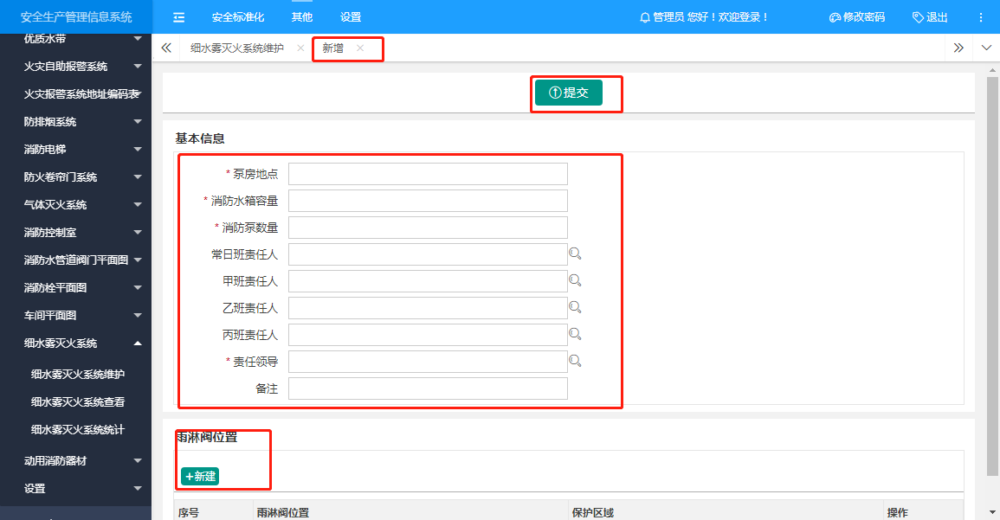 安全生产管理信息系统
安全标准化 其他 设置
管理员 您好！欢迎登录！ 修改密码 退出
优质水带
火灾自助报警系统
火灾报警系统地址编码表
防排烟系统
消防电梯
防火卷帘门系统
气体灭火系统
消防控制室
消防水管道阀门平面图
消防栓平面图
车间平面图
细水雾灭火系统
细水雾灭火系统维护
细水雾灭火系统查看
细水雾灭火系统统计
动用消防器材
设置
细水雾灭火系统维护 × 新增 ×
提交
基本信息
* 泵房地点
* 消防水箱容量
* 消防泵数量
常日班责任人
甲班责任人
乙班责任人
丙班责任人
* 责任领导
备注
雨淋阀位置
+新建
序号 雨淋阀位置 保护区域 操作